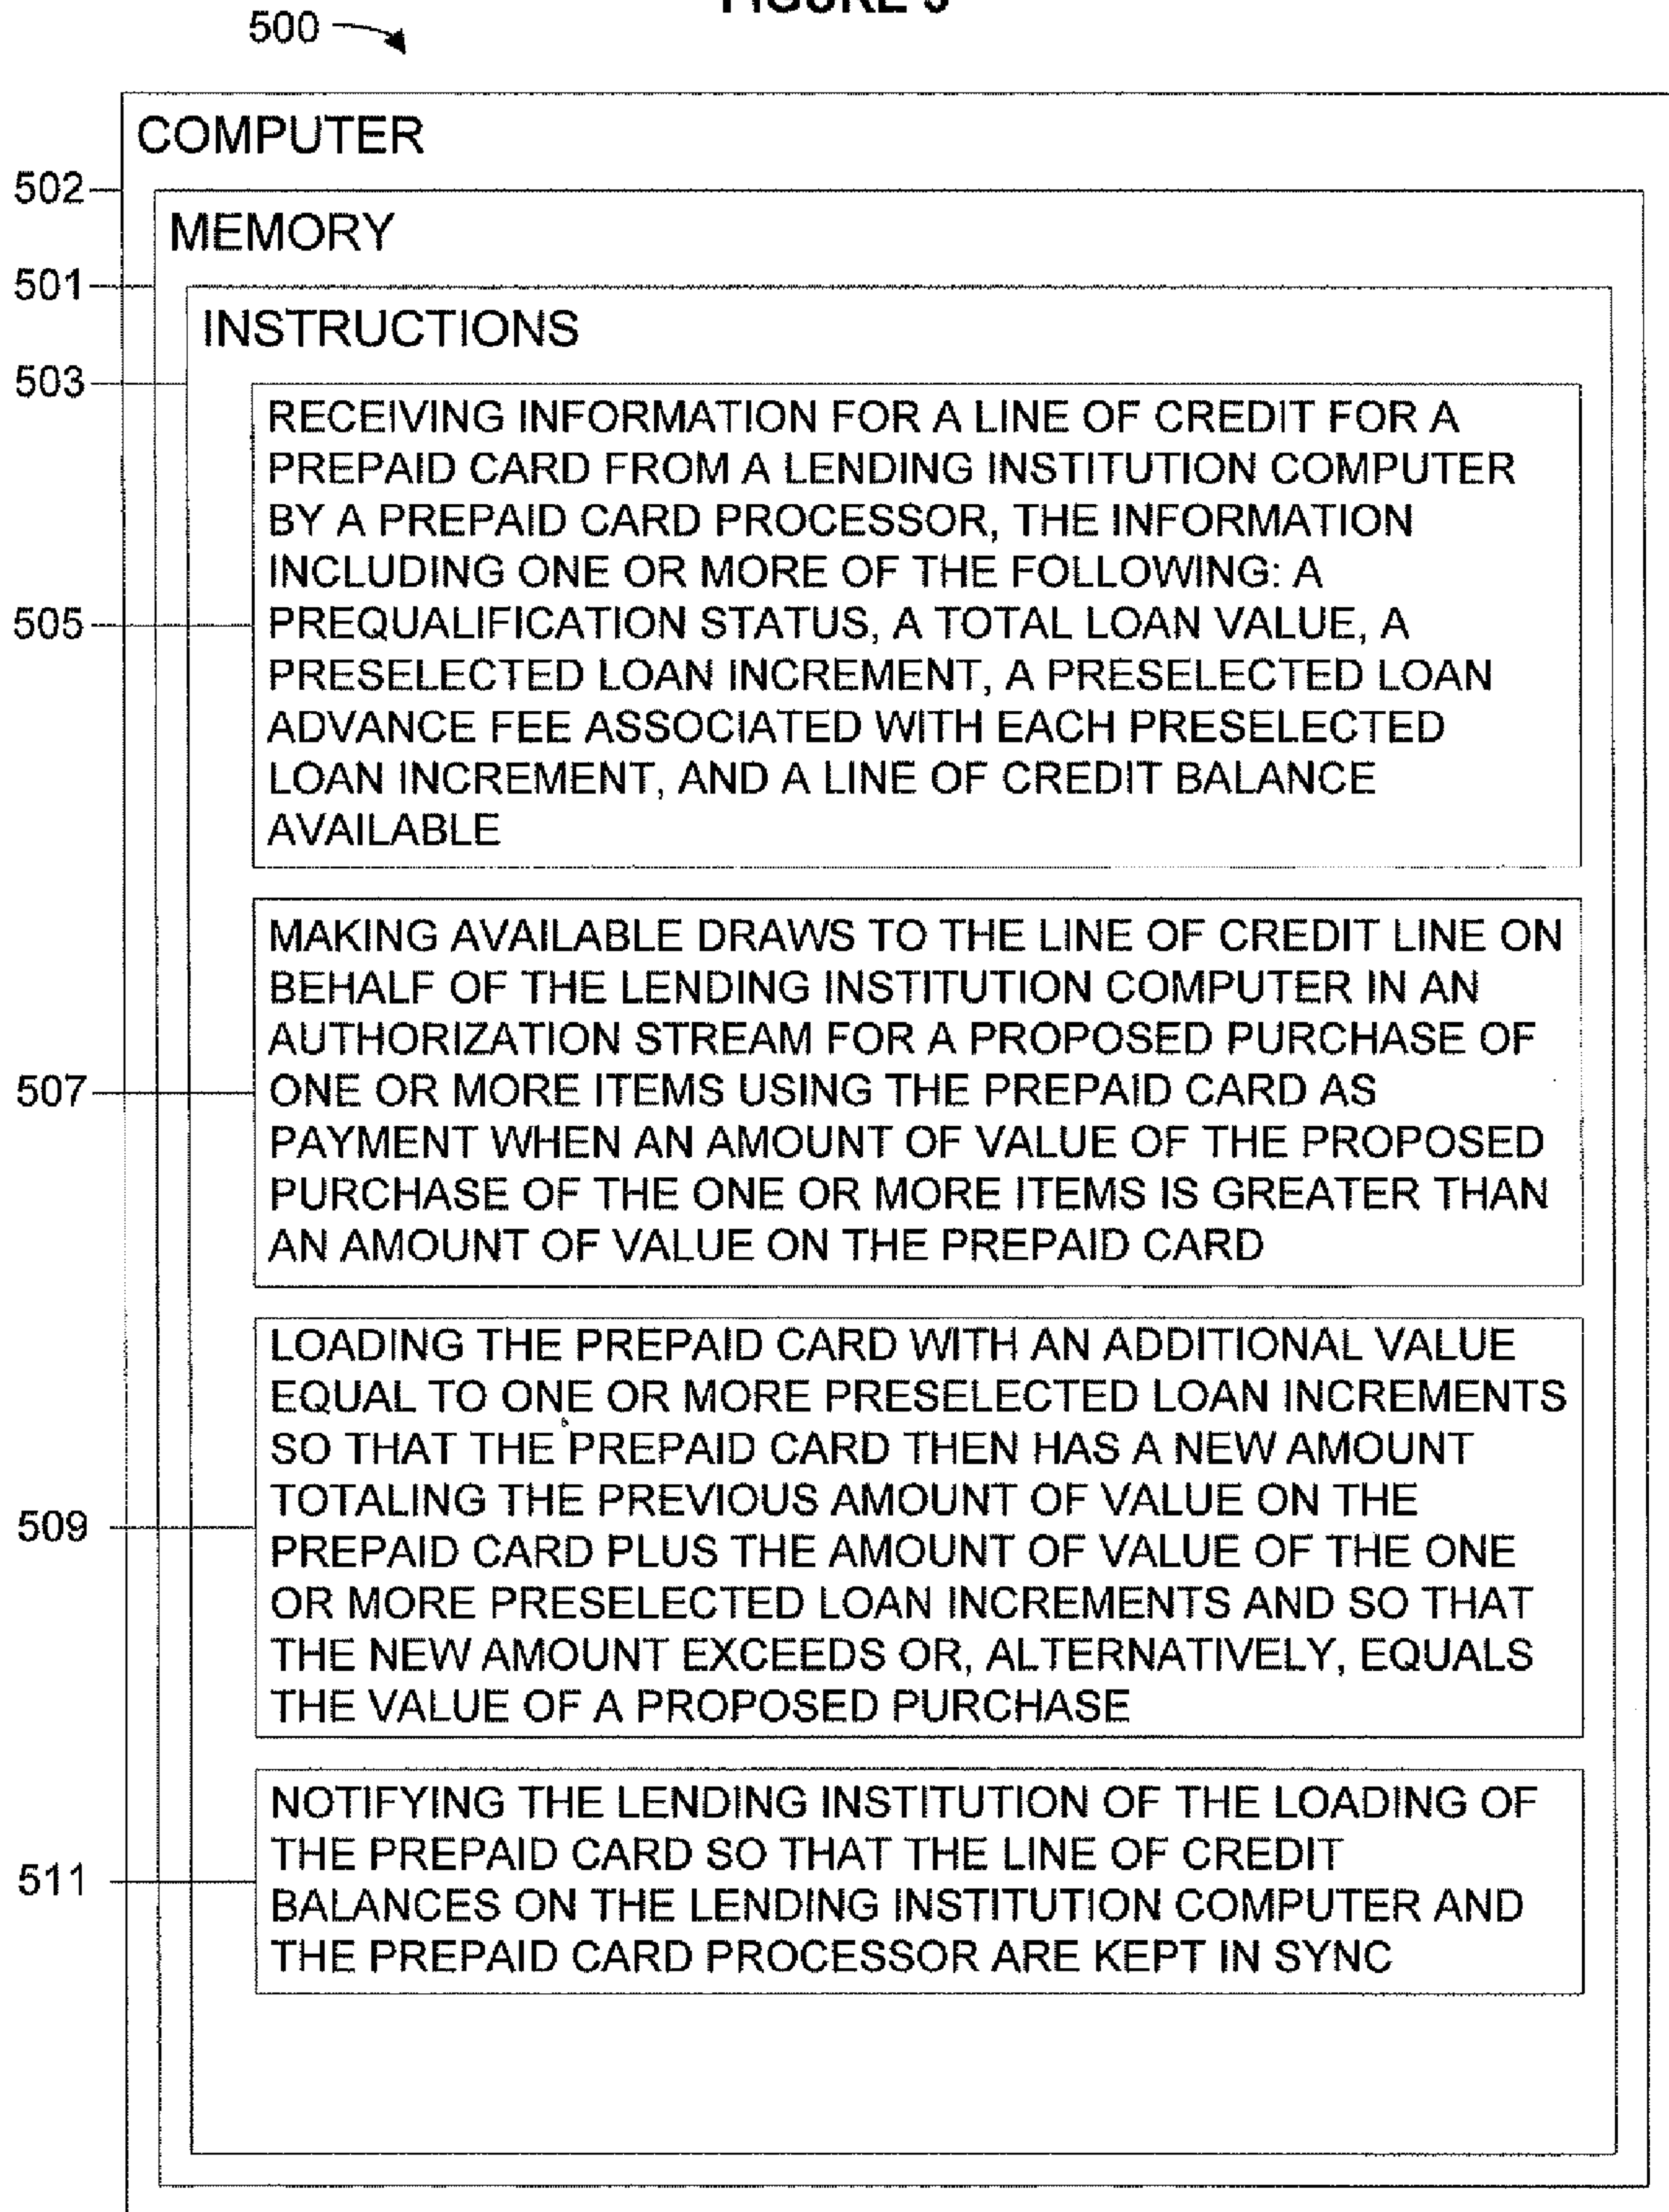 500
COMPUTER
502
MEMORY
501
INSTRUCTIONS
503
RECEIVING INFORMATION FOR A LINE OF CREDIT FOR A
PREPAID CARD FROM A LENDING INSTITUTION COMPUTER
BY A PREPAID CARD PROCESSOR, THE INFORMATION
INCLUDING ONE OR MORE OF THE FOLLOWING: A
505
PREQUALIFICATION STATUS, A TOTAL LOAN VALUE, A
PRESELECTED LOAN INCREMENT, A PRESELECTED LOAN
ADVANCE FEE ASSOCIATED WITH EACH PRESELECTED
LOAN INCREMENT, AND A LINE OF CREDIT BALANCE
AVAILABLE
MAKING AVAILABLE DRAWS TO THE LINE OF CREDIT LINE ON
BEHALF OF THE LENDING INSTITUTION COMPUTER IN AN
AUTHORIZATION STREAM FOR A PROPOSED PURCHASE OF
507
ONE OR MORE ITEMS USING THE PREPAID CARD AS
PAYMENT WHEN AN AMOUNT OF VALUE OF THE PROPOSED
PURCHASE OF THE ONE OR MORE ITEMS IS GREATER THAN
AN AMOUNT OF VALUE ON THE PREPAID CARD
LOADING THE PREPAID CARD WITH AN ADDITIONAL VALUE
EQUAL TO ONE OR MORE PRESELECTED LOAN INCREMENTS
SO THAT THE PREPAID CARD THEN HAS A NEW AMOUNT
TOTALING THE PREVIOUS AMOUNT OF VALUE ON THE
509
PREPAID CARD PLUS THE AMOUNT OF VALUE OF THE ONE
OR MORE PRESELECTED LOAN INCREMENTS AND SO THAT
THE NEW AMOUNT EXCEEDS OR, ALTERNATIVELY, EQUALS
THE VALUE OF A PROPOSED PURCHASE
NOTIFYING THE LENDING INSTITUTION OF THE LOADING OF
THE PREPAID CARD SO THAT THE LINE OF CREDIT
511
BALANCES ON THE LENDING INSTITUTION COMPUTER AND
THE PREPAID CARD PROCESSOR ARE KEPT IN SYNC